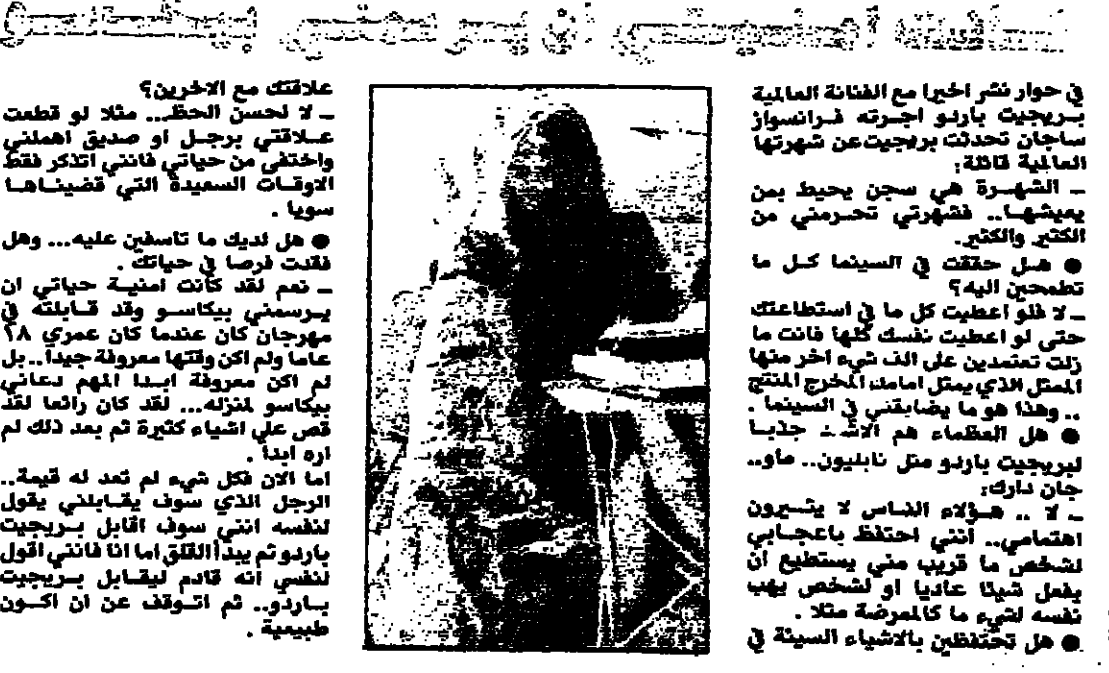 في حوار نشر اخيرا مع الفنانة العالمية
بريجيت باردو اجرته فرانسواز
ساجان تحدثت بريجيت عن شهرتها
العالمية قائلة:
ـ الشهرة هي سجن يحيط بمن
يعيشها.. فشهرتي تحرمني من
الكثير والكثير.
● هل حققت في السينما كل ما
تطمحين اليه؟
ـ لا فلو اعطيت كل ما في استطاعتك
حتى لو اعطيت نفسك كلها فانت ما
زلت تعتمدين على الف شيء اخر منها
الممثل الذي يمثل امامك المخرج المنتج
.. وهذا هو ما يضايقني في السينما .
● هل العظماء هم الاشد جذبا
لبريجيت باردو مثل نابليون.. ماو..
جان دارك:
ـ لا .. هؤلاء الناس لا يثيرون
اهتمامي.. انني احتفظ باعجابي
لشخص ما قريب مني يستطيع ان
يفعل شيئا عاديا او لشخص يهب
نفسه لشيء ما كالممرضة مثلا .
● هل تحتفظين بالاشياء السيئة في
علاقتك مع الاخرين؟
ـ لا لحسن الحظ... مثلا لو قطعت
علاقتي برجل او صديق اهملني
واختفى من حياتي فانني اتذكر فقط
الاوقات السعيدة التي قضيناها
سويا .
● هل لديك ما تاسفين عليه... وهل
فقدت فرصا في حياتك .
ـ نعم لقد كانت امنية حياتي ان
يرسمني بيكاسو وقد قابلته في
مهرجان كان عندما كان عمري ٢٨
عاما ولم اكن وقتها معروفة جيدا.. بل
لم اكن معروفة ابدا المهم دعاني
بيكاسو لمنزله... لقد كان رائعا لقد
قص علي اشياء كثيرة ثم بعد ذلك لم
اره ابدا .
اما الان فكل شيء لم تعد له قيمة..
الرجل الذي سوف يقابلني يقول
لنفسه انني سوف اقابل بريجيت
باردو ثم يبدأ القلق اما انا فانني اقول
لنفسي انه قادم ليقابل بريجيت
باردو.. ثم اتوقف عن ان اكون
طبيعية .